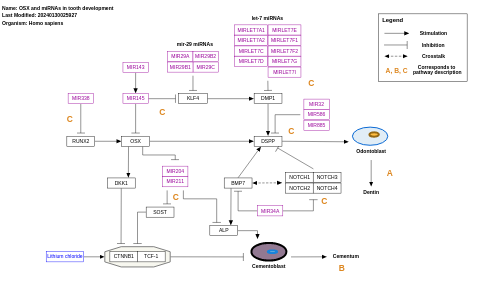 Name: OSX and miRNAs in tooth development
Last Modified: 20240130025927
Organism: Homo sapiens
let-7 miRNAs
Legend
Stimulation
Inhibition
Crosstalk
A, B, C
Corresponds to
pathway description
MIRLET7A1 MIRLET7E
MIRLET7A2 MIRLET7F1
MIRLET7C MIRLET7F2
MIRLET7D MIRLET7G
MIRLET7I
mir-29 miRNAs
MIR29A MIR29B2
MIR29B1 MIR29C
MIR143
C
MIR338
MIR145
KLF4
DMP1
C
C
MIR32
MIR586
MIR885
C
RUNX2
OSX
DSPP
Odontoblast
MIR204
MIR211
DKK1
BMP7
NOTCH1 NOTCH3
NOTCH2 NOTCH4
A
Dentin
C
C
SOST
MIR34A
ALP
Lithium chloride
CTNNB1 TCF-1
Cementoblast
Cementum
B